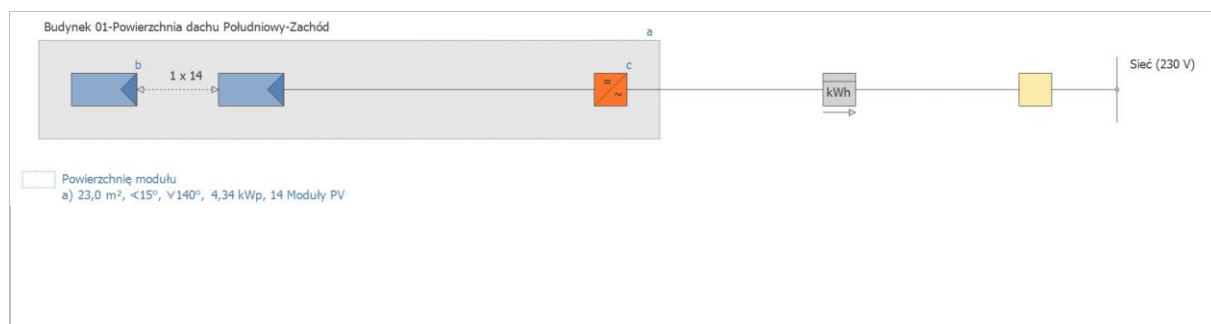 Budynek 01-Powierzchnia dachu Południowy-Zachód
a
b
1 x 14
c
=
~
kWh
Sieć (230 V)
Powierzchnię modułu
a) 23,0 m², ∢15°, ∨140°, 4,34 kWp, 14 Moduły PV